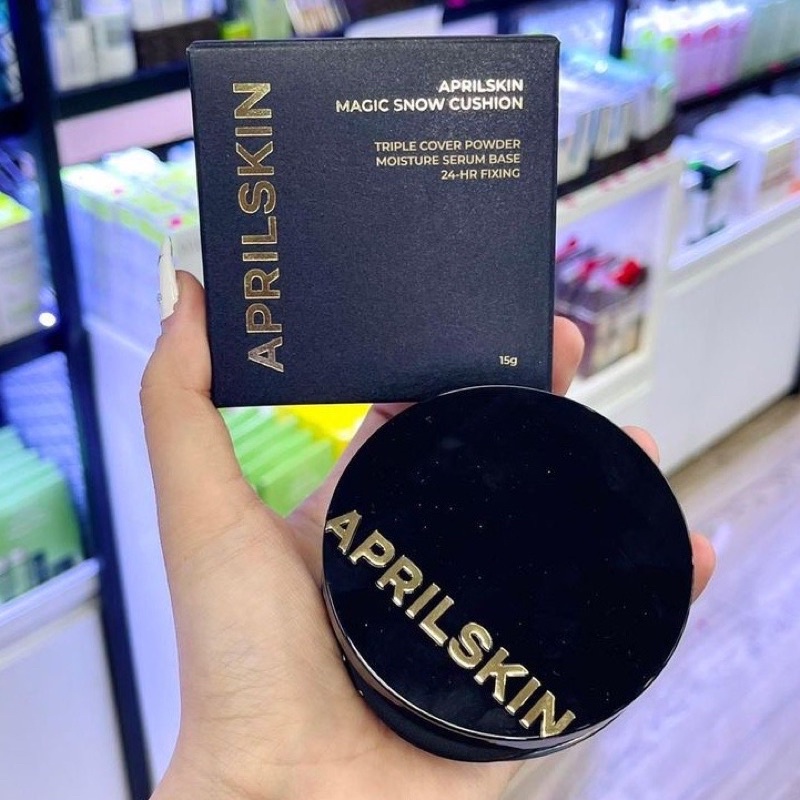 APRILSKIN
APRILSKIN
MAGIC SNOW CUSHION
TRIPLE COVER POWDER
MOISTURE SERUM BASE
24-HR FIXING
15g
APRILSKIN